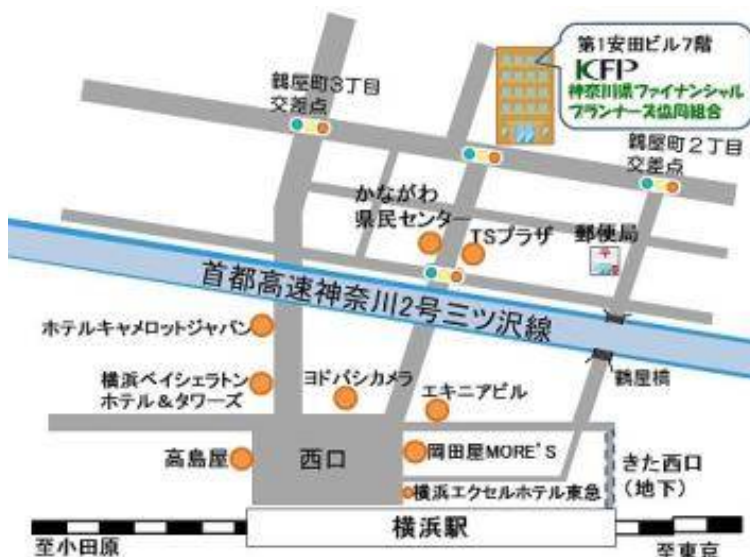 第1安田ビル7階
KFP
神奈川県ファイナンシャル
プランナーズ協同組合
鶴屋町3丁目
交差点
鶴屋町2丁目
交差点
かながわ
県民センター
TSプラザ
郵便局
首都高速神奈川2号三ツ沢線
ホテルキャメロットジャパン
横浜ベイシェラトン
ホテル&タワーズ
ヨドバシカメラ
エキニアビル
鶴屋橋
高島屋
西口
岡田屋MORE'S
横浜エクセルホテル東急
きた西口
(地下)
横浜駅
至小田原
至東京